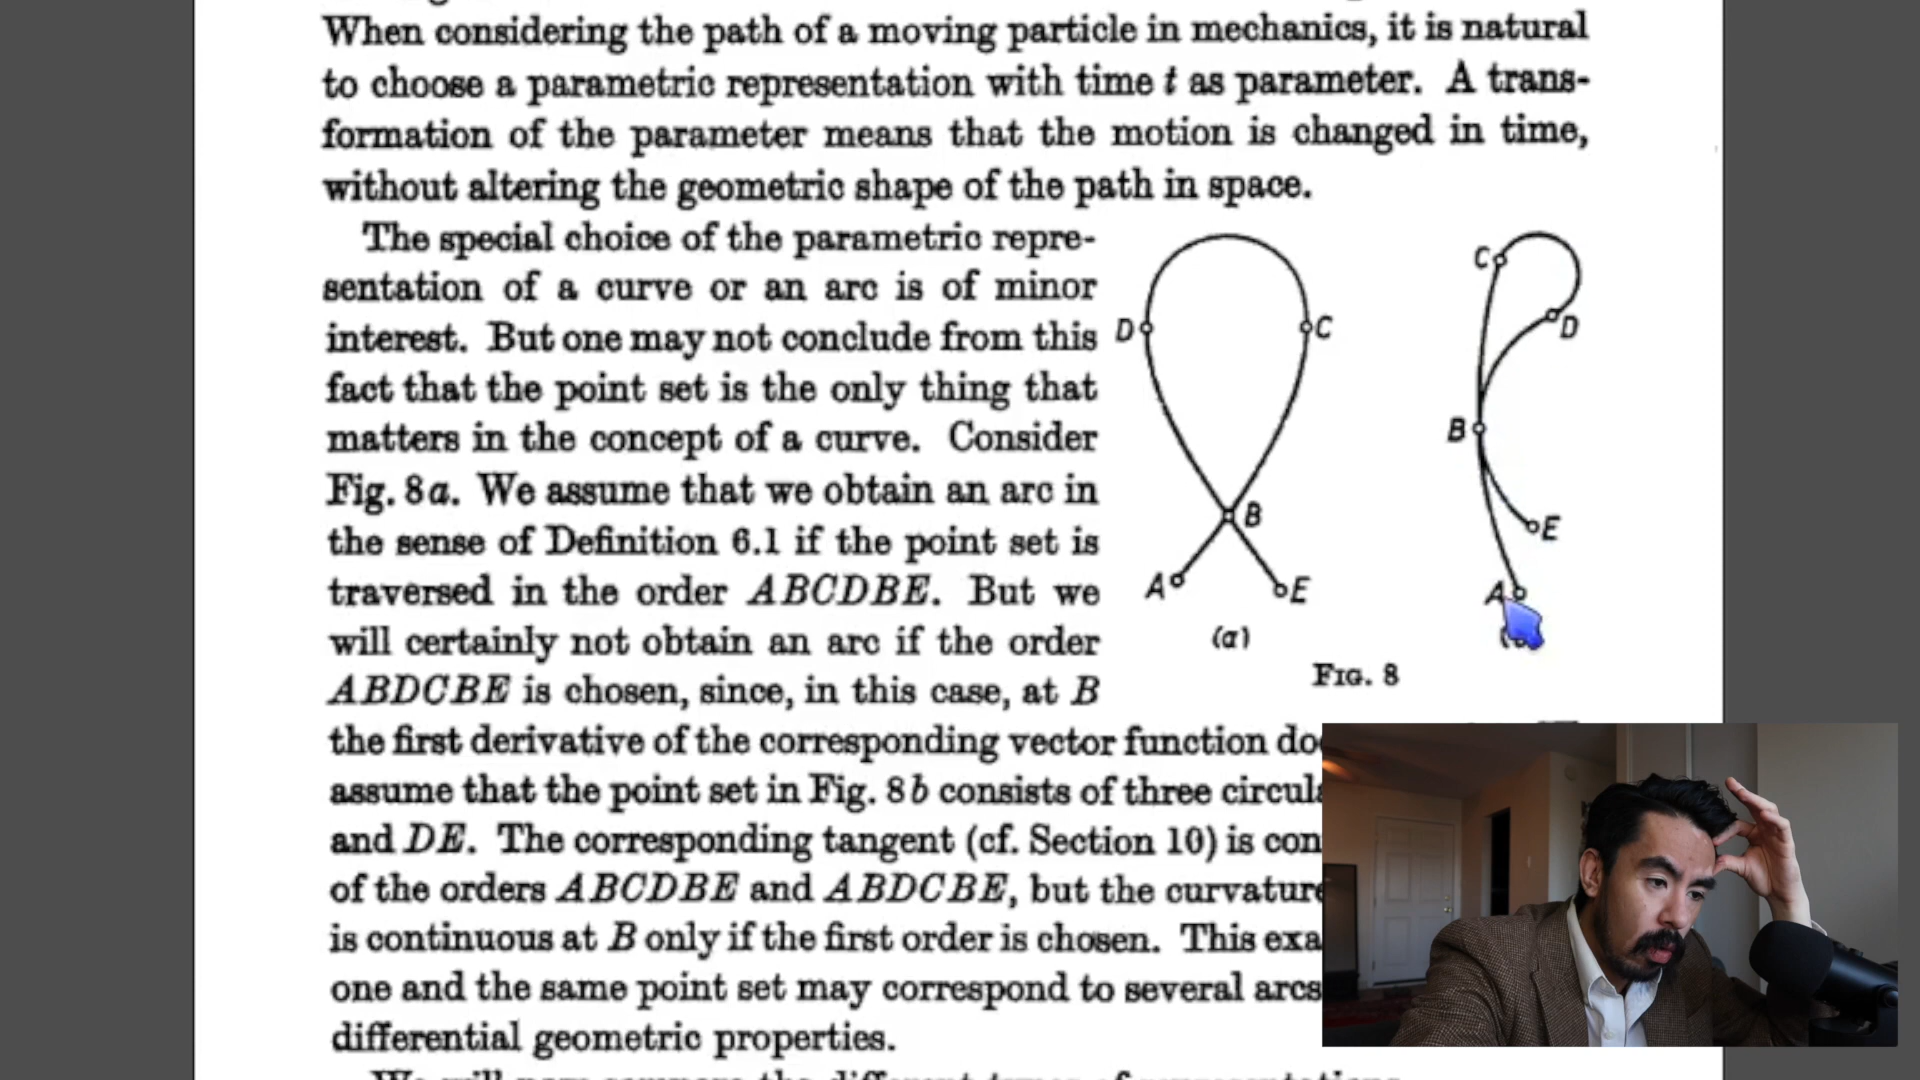 When considering the path of a moving particle in mechanics, it is natural
to choose a parametric representation with time t as parameter. A trans-
formation of the parameter means that the motion is changed in time,
without altering the geometric shape of the path in space.
The special choice of the parametric repre-
sentation of a curve or an arc is of minor
interest. But one may not conclude from this
fact that the point set is the only thing that
matters in the concept of a curve. Consider
Fig. 8a. We assume that we obtain an arc in
the sense of Definition 6.1 if the point set is
traversed in the order ABCDBE. But we
will certainly not obtain an arc if the order
ABDCBE is chosen, since, in this case, at B
the first derivative of the corresponding vector function
assume that the point set in Fig. 8b consists of three
and DE. The corresponding tangent (cf. Section 10) is
of the orders ABCDBE and ABDCBE, but the curvature
is continuous at B only if the first order is chosen. This
one and the same point set may correspond to several arcs
differential geometric properties.
D
C
B
A
E
(a)
C
D
B
E
A
FIG. 8